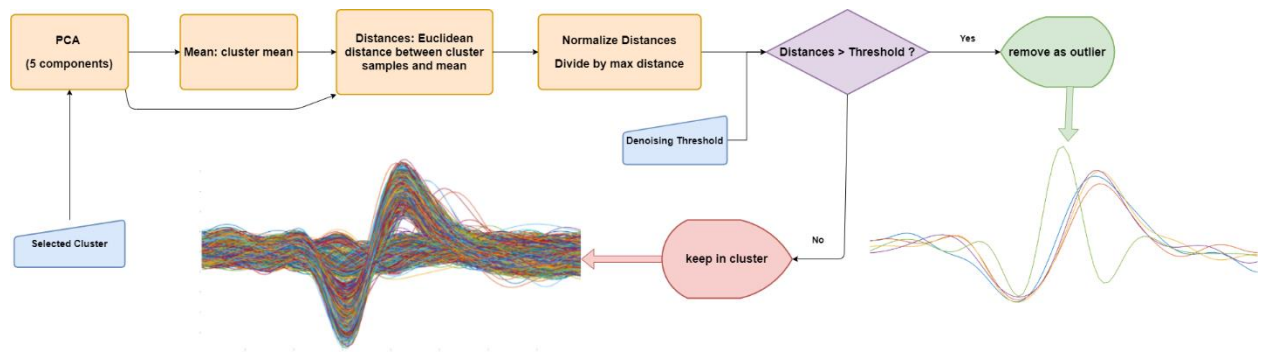 PCA
(5 components)
Mean: cluster mean
Distances: Euclidean
distance between cluster
samples and mean
Normalize Distances
Divide by max distance
Distances > Threshold ?
Yes
remove as outlier
Denoising Threshold
Selected Cluster
No
keep in cluster